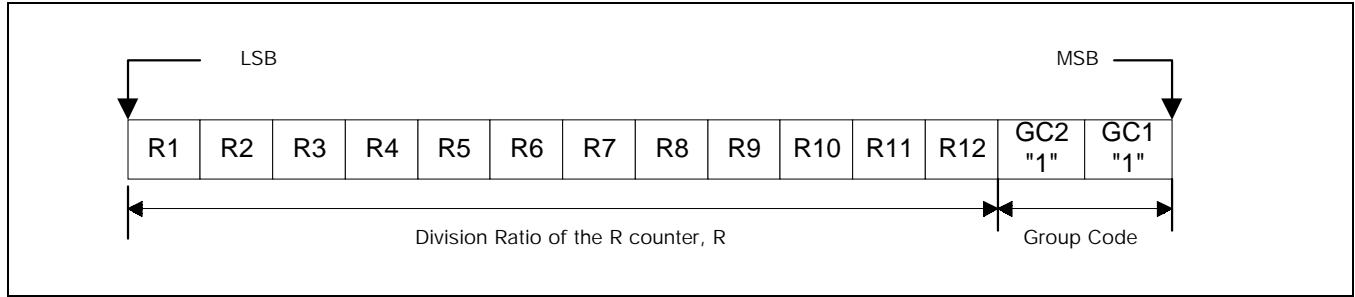 LSB MSB
R1 R2 R3 R4 R5 R6 R7 R8 R9 R10 R11 R12 GC2 "1" GC1 "1"
Division Ratio of the R counter, R Group Code